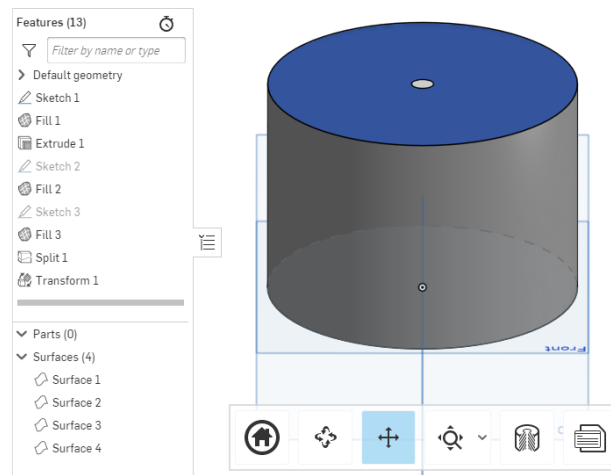 Features (13)
Filter by name or type
Default geometry
Sketch 1
Fill 1
Extrude 1
Sketch 2
Fill 2
Sketch 3
Fill 3
Split 1
Transform 1
Parts (0)
Surfaces (4)
Surface 1
Surface 2
Surface 3
Surface 4
Front